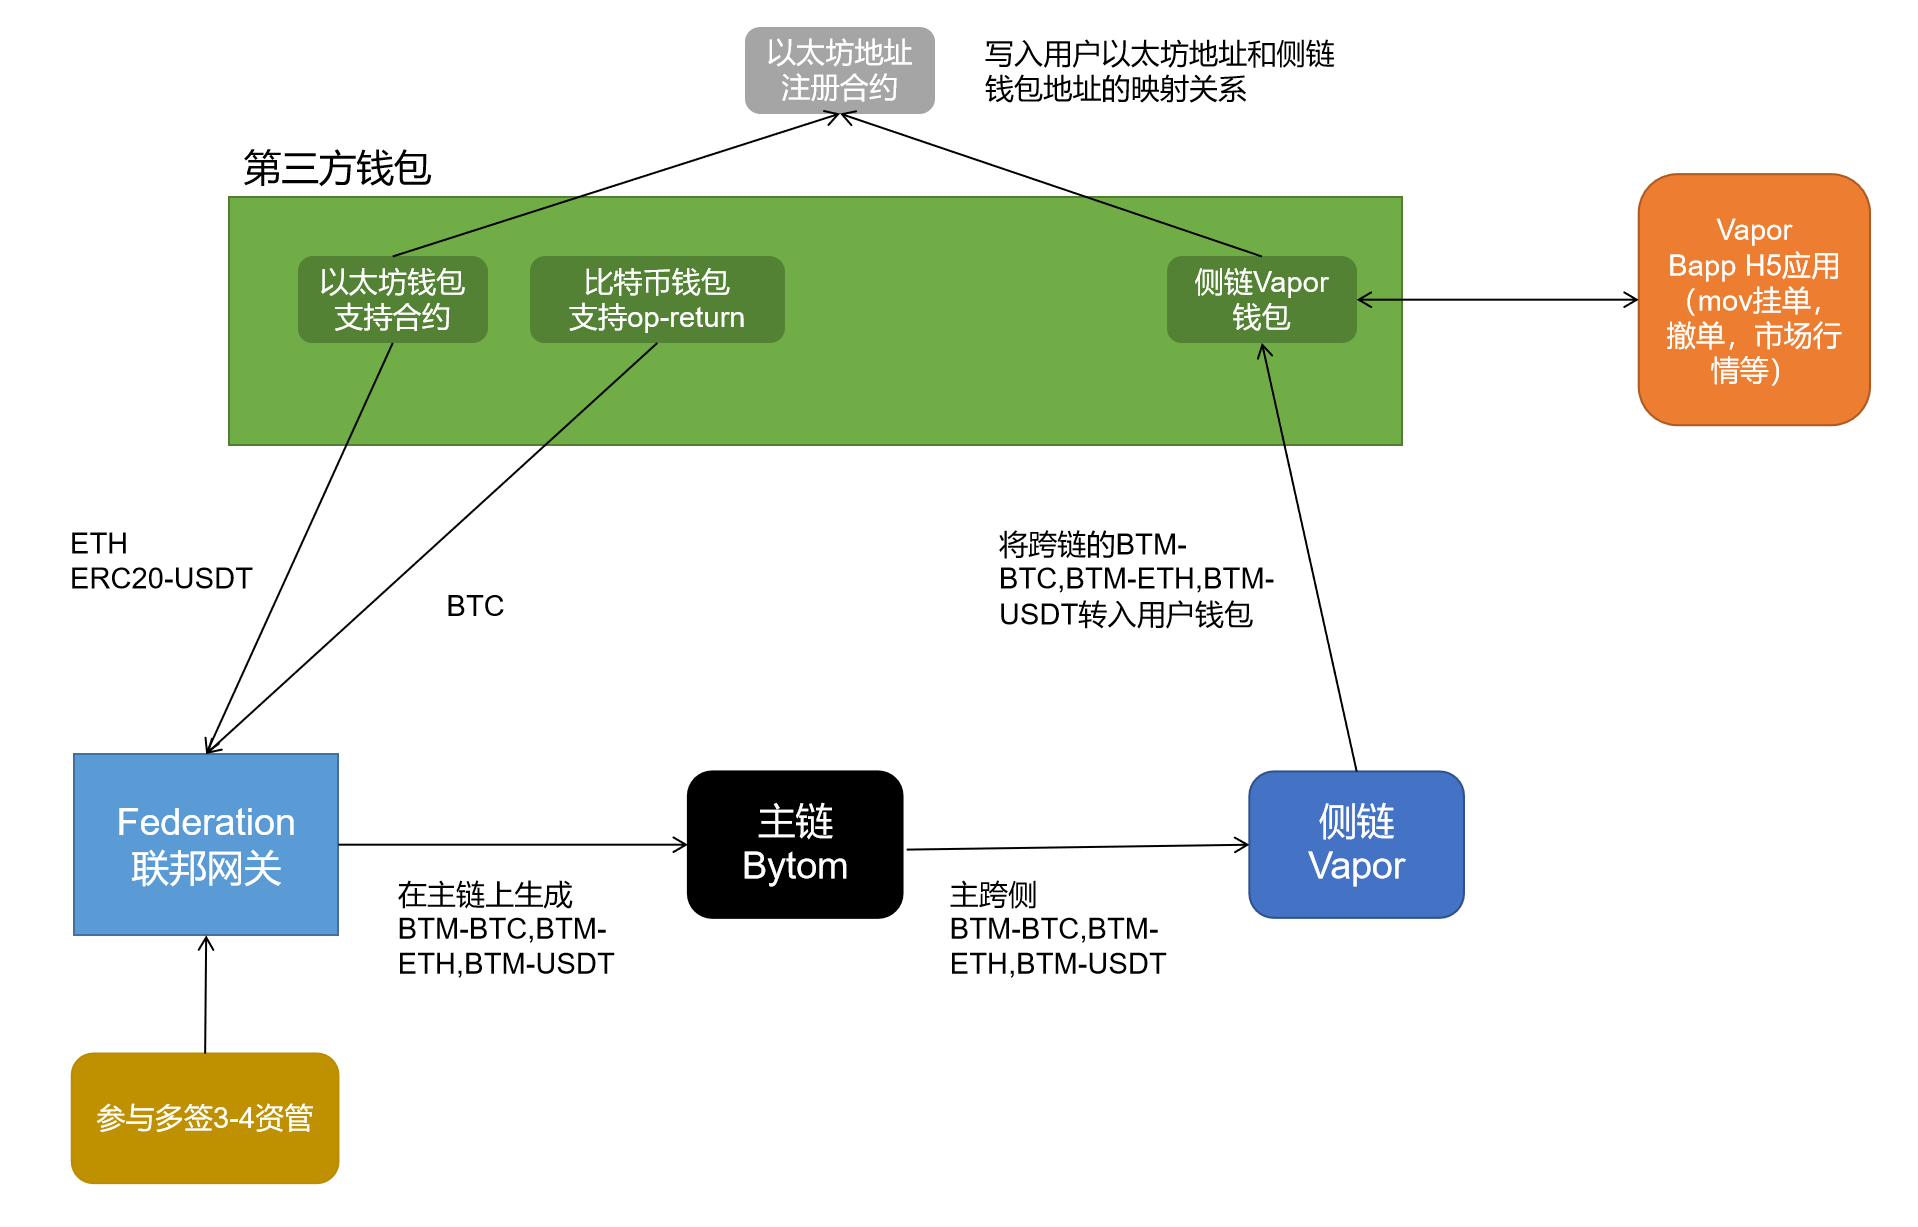 以太坊地址
注册合约
写入用户以太坊地址和侧链
钱包地址的映射关系
第三方钱包
以太坊钱包
支持合约
比特币钱包
支持op-return
侧链Vapor
钱包
Vapor
Bapp H5应用
（mov挂单，
撤单，市场行
情等）
ETH
ERC20-USDT
BTC
将跨链的BTM-
BTC,BTM-ETH,BTM-
USDT转入用户钱包
Federation
联邦网关
主链
Bytom
侧链
Vapor
在主链上生成
BTM-BTC,BTM-
ETH,BTM-USDT
主跨侧
BTM-BTC,BTM-
ETH,BTM-USDT
参与多签3-4资管